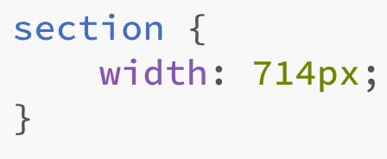 section {
    width: 714px;
}